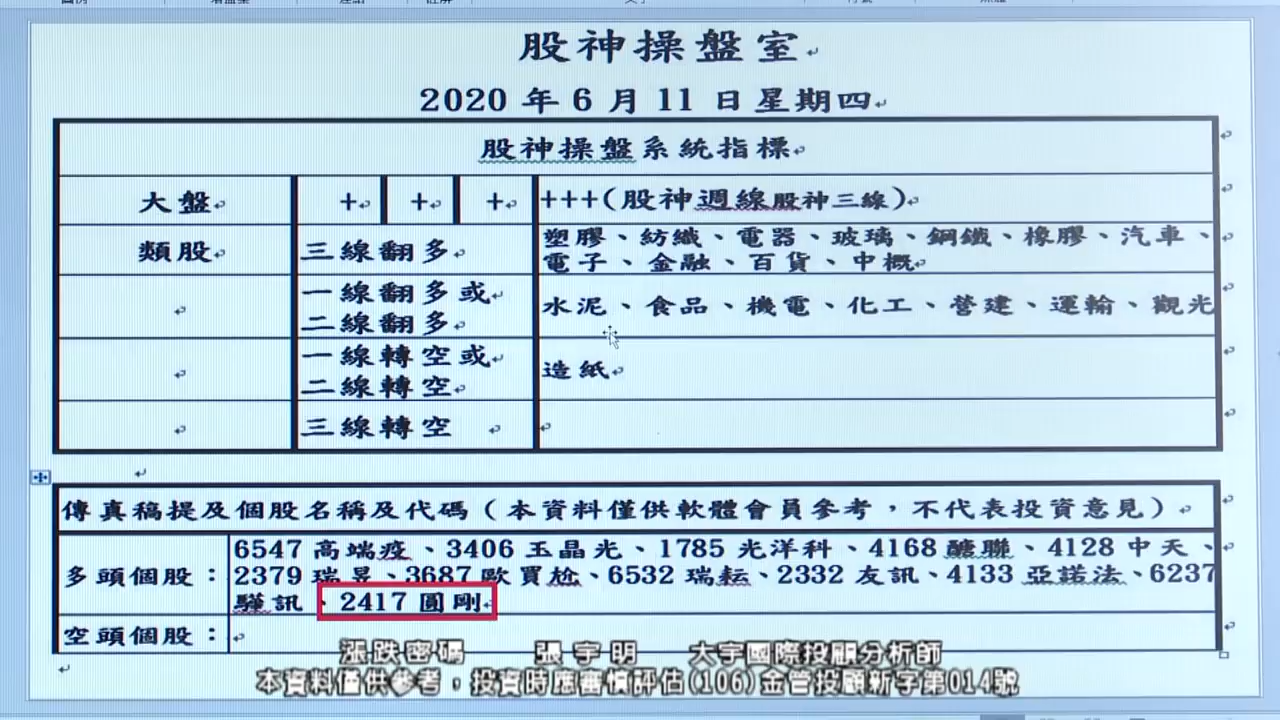 股神操盤室
2020 年 6 月 11 日星期四
股神操盤系統指標
大盤 + + + +++(股神週線股神三線)
類股 三線翻多 塑膠、紡織、電器、玻璃、鋼鐵、橡膠、汽車、
電子、金融、百貨、中概
一線翻多或
二線翻多 水泥、食品、機電、化工、營建、運輸、觀光
一線轉空或
二線轉空 造紙
三線轉空
傳真稿提及個股名稱及代碼(本資料僅供軟體會員參考,不代表投資意見)
多頭個股: 6547 高端疫、3406 玉晶光、1785 光洋科、4168 醣聯、4128 中天、
2379 瑞昇、3687 歐買尬、6532 瑞耘、2332 友訊、4133 亞諾法、6237
驊訊、2417 圓剛
空頭個股:
漲跌密碼 張宇明 大宇國際投顧分析師
本資料僅供參考,投資時應審慎評估(106)金管投顧新字第014號